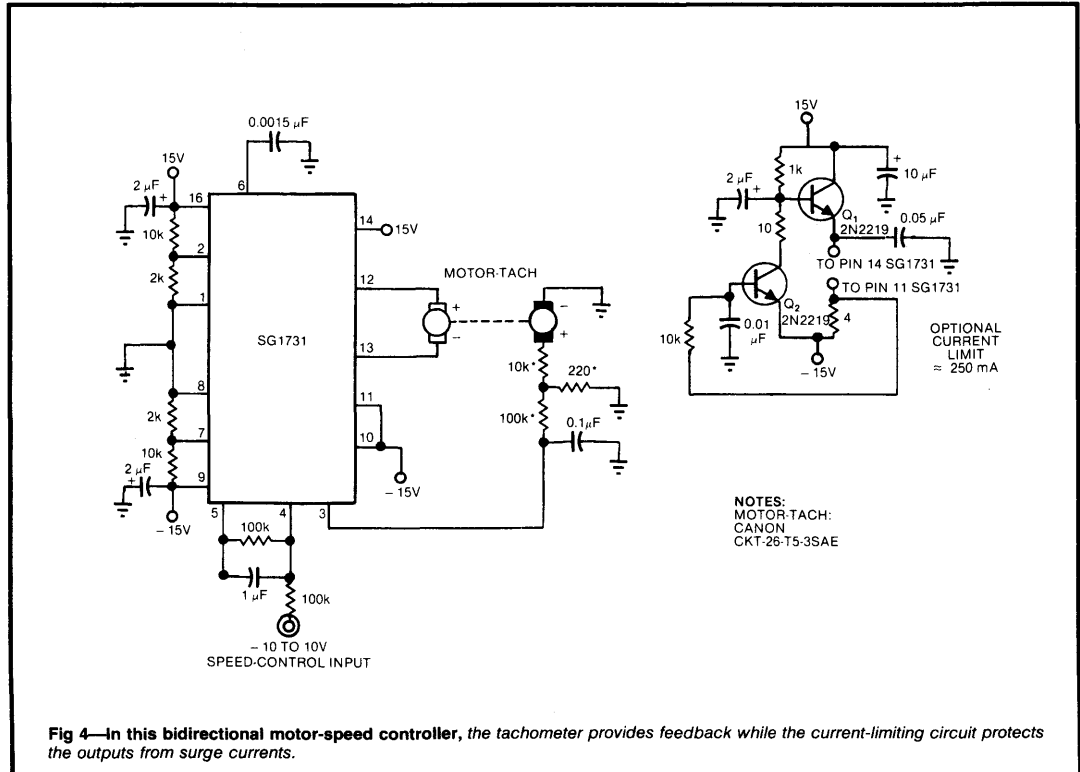 0.0015 µF
15V
2 µF
+
16
6
14
15V
10k
2
2k
1
12
MOTOR-TACH
+
-
-
+
SG1731
13
10k*
220*
8
2k
11
100k*
0.1µF
7
10
10k
2 µF
+
9
- 15V
- 15V
5
4
3
100k
1 µF
100k
- 10 TO 10V
SPEED-CONTROL INPUT
15V
1k
+
10 µF
2 µF
+
Q1
2N2219
0.05 µF
10
TO PIN 14 SG1731
TO PIN 11 SG1731
Q2
2N2219
4
0.01
µF
10k
- 15V
OPTIONAL
CURRENT
LIMIT
≈ 250 mA
NOTES:
MOTOR-TACH:
CANON
CKT-26-T5-3SAE
Fig 4—In this bidirectional motor-speed controller, the tachometer provides feedback while the current-limiting circuit protects
the outputs from surge currents.